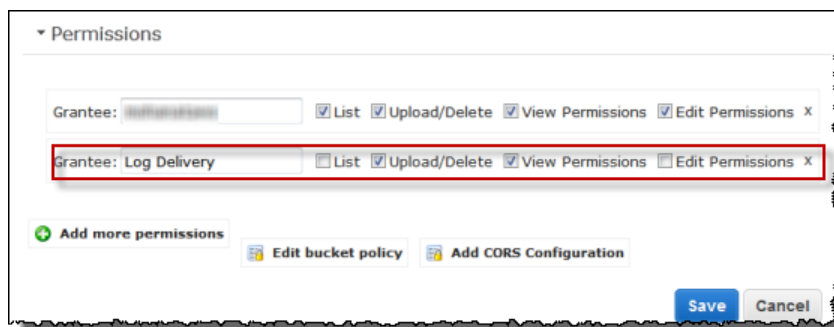 Permissions
Grantee: List Upload/Delete View Permissions Edit Permissions x
Grantee: Log Delivery List Upload/Delete View Permissions Edit Permissions x
Add more permissions
Edit bucket policy Add CORS Configuration
Save Cancel